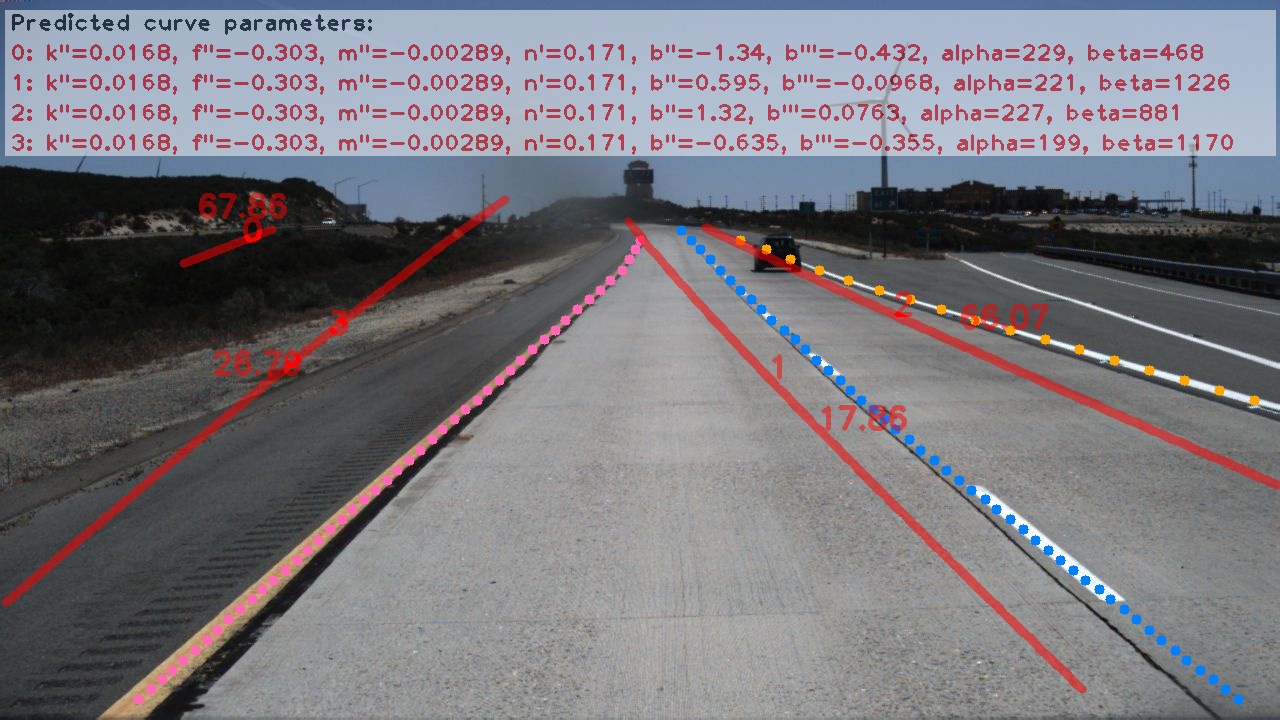 Predicted curve parameters:
0: k''=0.0168, f''=−0.303, m''=−0.00289, n'=0.171, b''=−1.34, b'''=−0.432, alpha=229, beta=468
1: k''=0.0168, f''=−0.303, m''=−0.00289, n'=0.171, b''=0.595, b'''=−0.0968, alpha=221, beta=1226
2: k''=0.0168, f''=−0.303, m''=−0.00289, n'=0.171, b''=1.32, b'''=0.0763, alpha=227, beta=881
3: k''=0.0168, f''=−0.303, m''=−0.00289, n'=0.171, b''=−0.635, b'''=−0.355, alpha=199, beta=1170
67.86
0
2
66.07
3
26.79
1
17.86